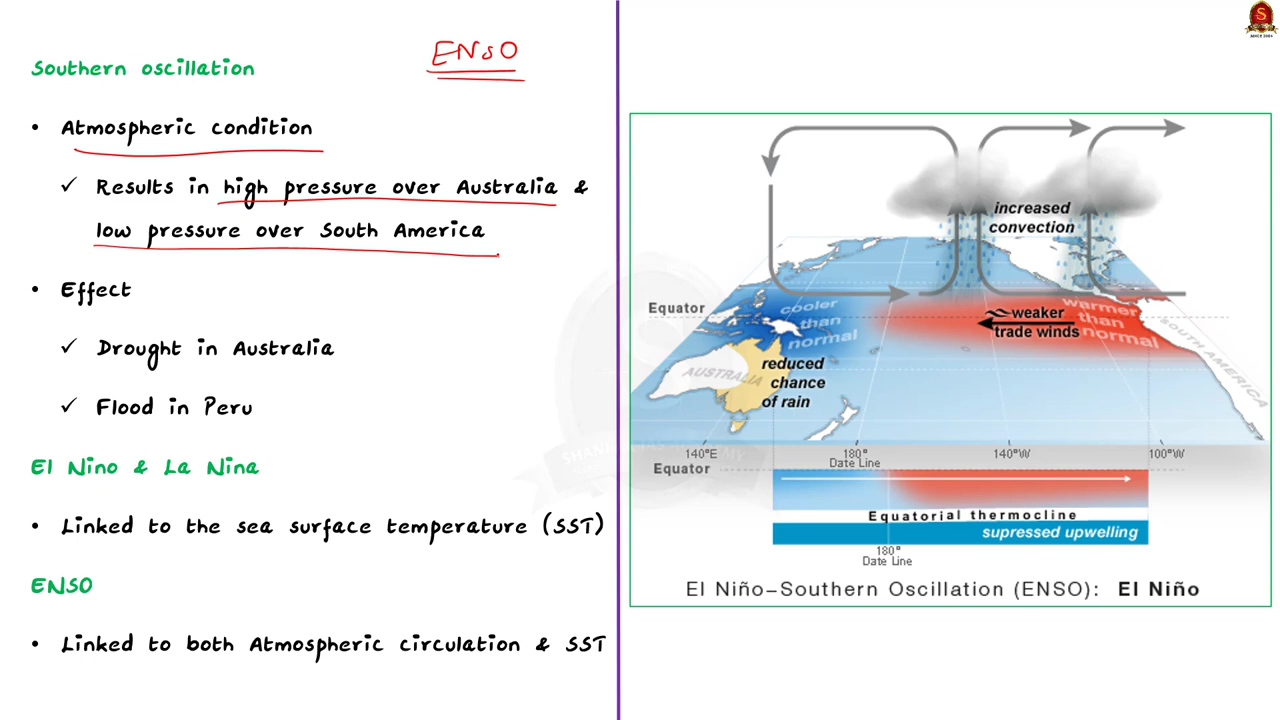 ENSO
Southern oscillation
• Atmospheric condition
✓ Results in high pressure over Australia &
low pressure over South America
• Effect
✓ Drought in Australia
✓ Flood in Peru
El Nino & La Nina
• Linked to the sea surface temperature (SST)
ENSO
• Linked to both Atmospheric circulation & SST
S
SINCE 2004
increased
convection
Equator
cooler
than
normal
weaker
trade winds
warmer
than
normal
SOUTH AMERICA
AUSTRALIA
reduced
chance
of rain
140°E
180°
Date Line
140°W
100°W
Equator
Equatorial thermocline
supressed upwelling
180°
Date Line
El Niño–Southern Oscillation (ENSO): El Niño